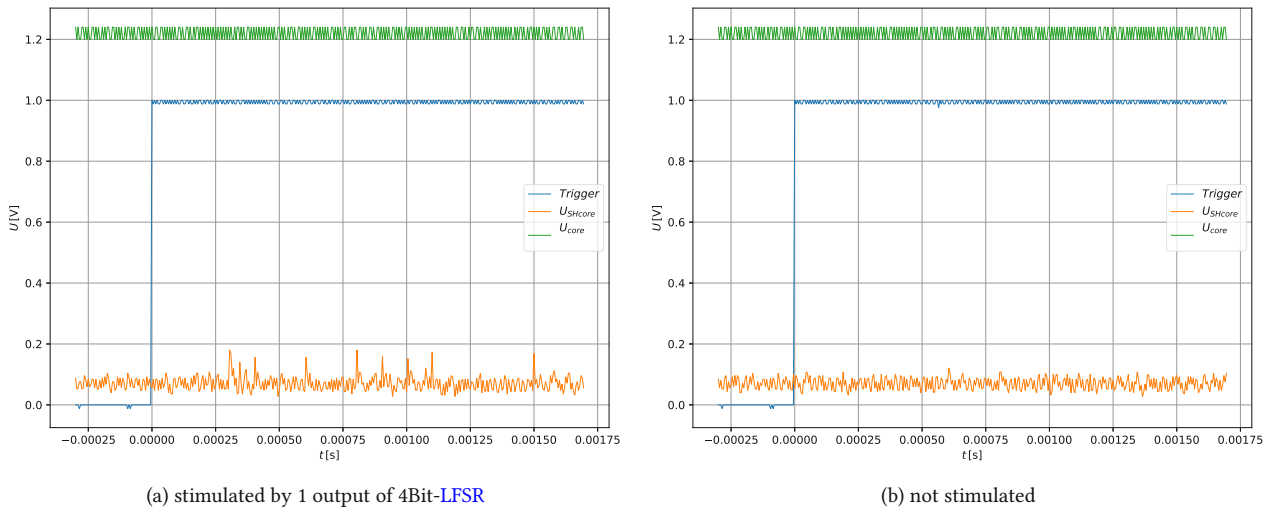 1.2
1.0
0.8
0.6
0.4
0.2
0.0
U [V]
Trigger
U_SHcore
U_core
−0.00025 0.00000 0.00025 0.00050 0.00075 0.00100 0.00125 0.00150 0.00175
t [s]
(a) stimulated by 1 output of 4Bit-LFSR
1.2
1.0
0.8
0.6
0.4
0.2
0.0
U [V]
Trigger
U_SHcore
U_core
−0.00025 0.00000 0.00025 0.00050 0.00075 0.00100 0.00125 0.00150 0.00175
t [s]
(b) not stimulated